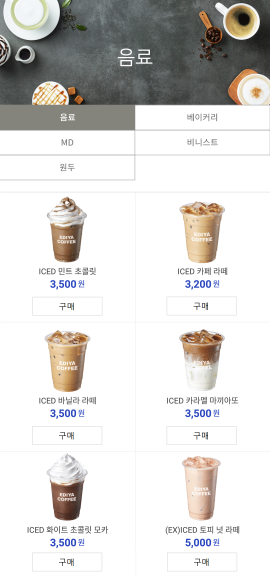 음료
음료
베이커리
MD
비니스트
원두
EDIYA
COFFEE
EDIYA
COFFEE
ICED 민트 초콜릿
ICED 카페 라떼
3,500 원
3,200 원
구매
구매
EDIYA
COFFEE
EDIYA
COFFEE
ICED 바닐라 라떼
ICED 카라멜 마끼아또
3,500 원
3,500 원
구매
구매
EDIYA
COFFEE
EDIYA
COFFEE
ICED 화이트 초콜릿 모카
(EX)ICED 토피 넛 라떼
3,500 원
5,000 원
구매
구매